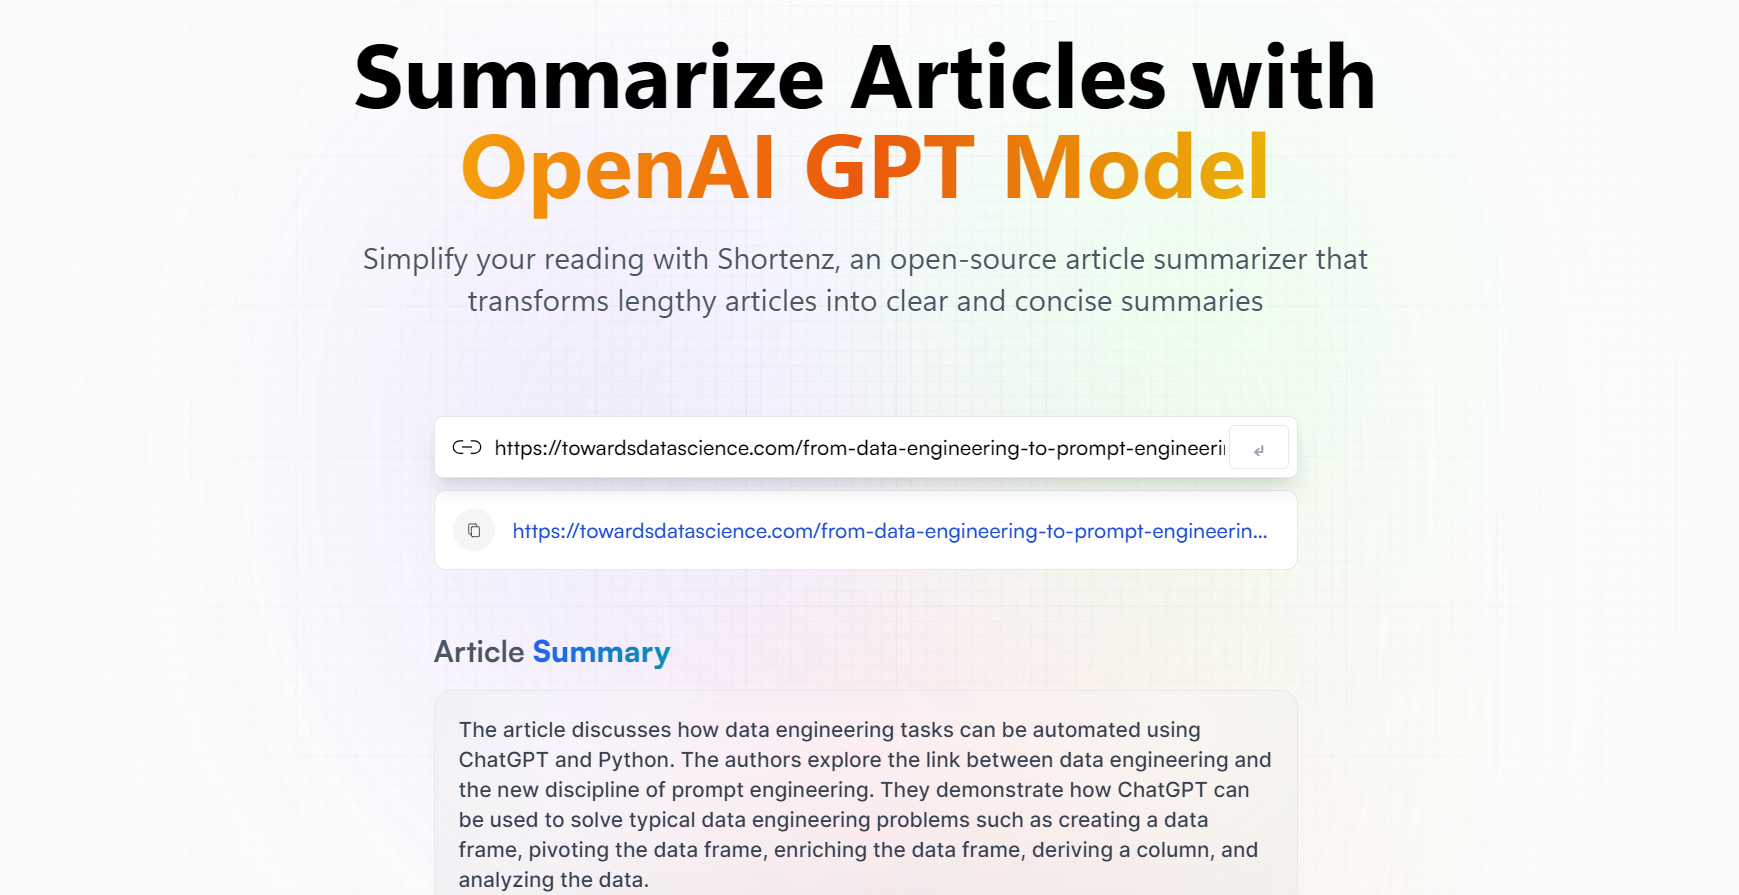 Summarize Articles with
OpenAI GPT Model
Simplify your reading with Shortenz, an open-source article summarizer that
transforms lengthy articles into clear and concise summaries
https://towardsdatascience.com/from-data-engineering-to-prompt-engineerin
https://towardsdatascience.com/from-data-engineering-to-prompt-engineerin...
Article Summary
The article discusses how data engineering tasks can be automated using
ChatGPT and Python. The authors explore the link between data engineering and
the new discipline of prompt engineering. They demonstrate how ChatGPT can
be used to solve typical data engineering problems such as creating a data
frame, pivoting the data frame, enriching the data frame, deriving a column, and
analyzing the data.